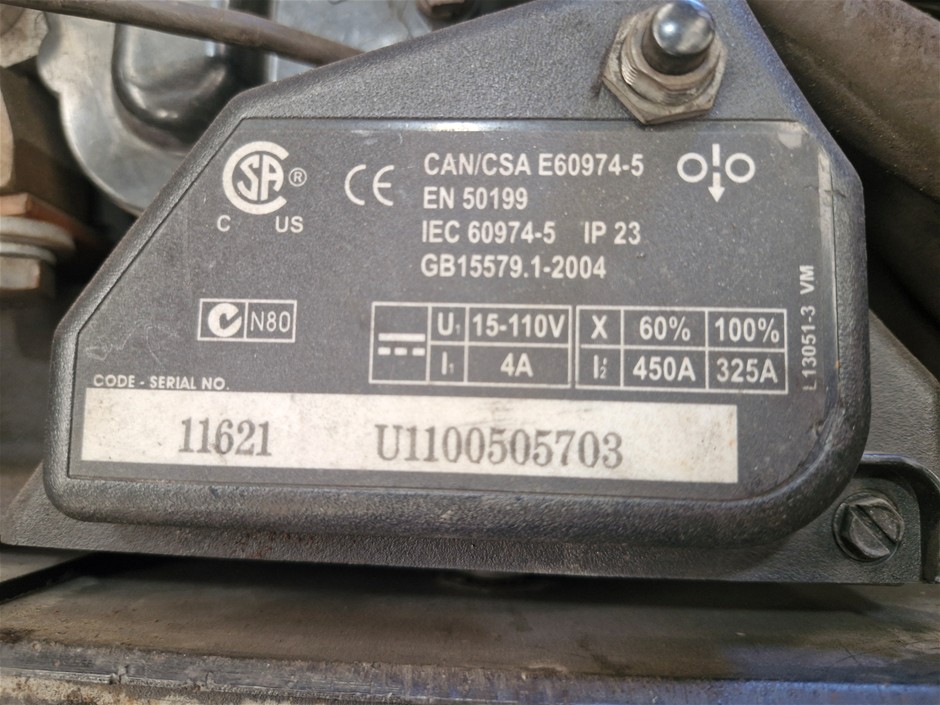 CSA ®
C US
CE
CAN/CSA E60974-5
EN 50199
IEC 60974-5 IP 23
GB15579.1-2004
N80
U1 15-110V
I1 4A
X 60% 100%
I2 450A 325A
L13051-3 VM
CODE - SERIAL NO.
11621 U1100505703